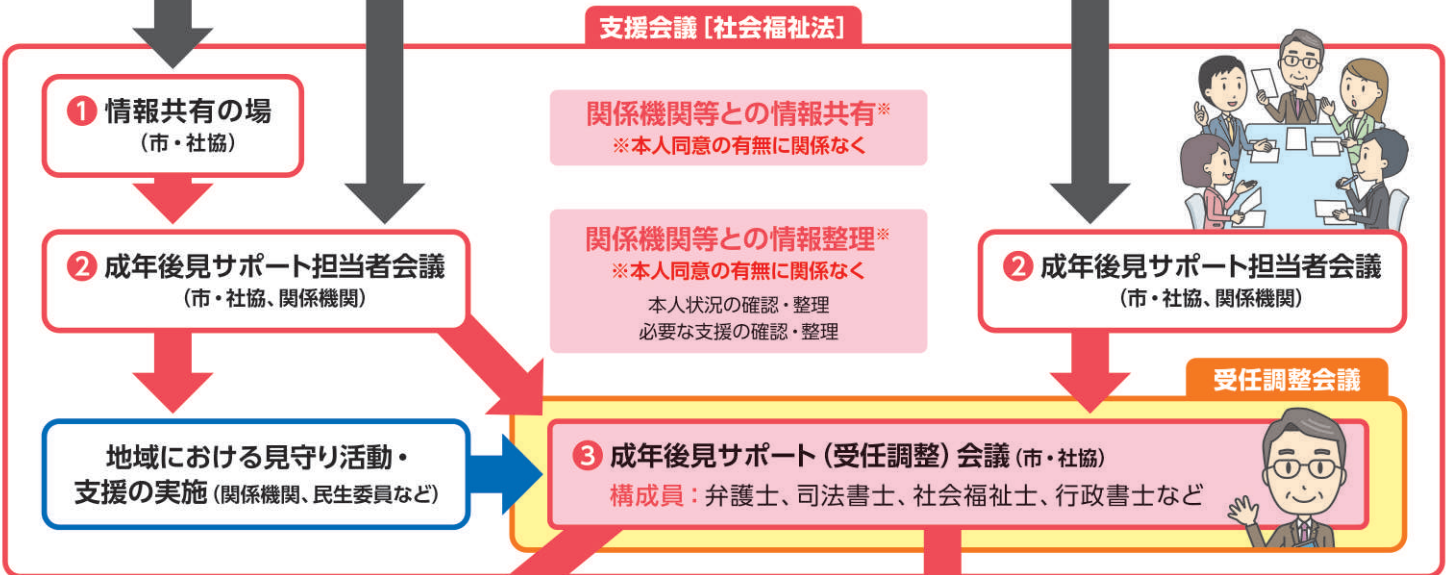 支援会議［社会福祉法］
❶ 情報共有の場
（市・社協）
関係機関等との情報共有※
※本人同意の有無に関係なく
❷ 成年後見サポート担当者会議
（市・社協、関係機関）
関係機関等との情報整理※
※本人同意の有無に関係なく
本人状況の確認・整理
必要な支援の確認・整理
❷ 成年後見サポート担当者会議
（市・社協、関係機関）
受任調整会議
地域における見守り活動・
支援の実施（関係機関、民生委員など）
❸ 成年後見サポート（受任調整）会議（市・社協）
構成員：弁護士、司法書士、社会福祉士、行政書士など